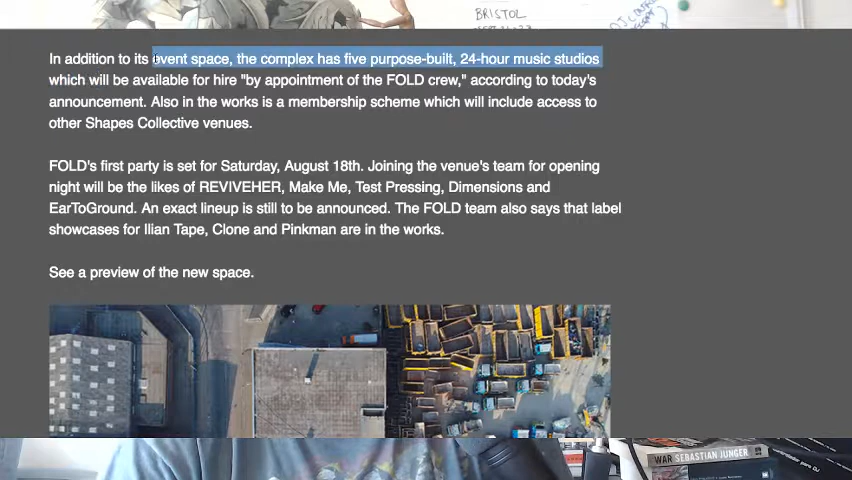 BRISTOL
In addition to its event space, the complex has five purpose-built, 24-hour music studios
which will be available for hire "by appointment of the FOLD crew," according to today's
announcement. Also in the works is a membership scheme which will include access to
other Shapes Collective venues.
FOLD's first party is set for Saturday, August 18th. Joining the venue's team for opening
night will be the likes of REVIVEHER, Make Me, Test Pressing, Dimensions and
EarToGround. An exact lineup is still to be announced. The FOLD team also says that label
showcases for Ilian Tape, Clone and Pinkman are in the works.
See a preview of the new space.
WAR SEBASTIAN JUNGER